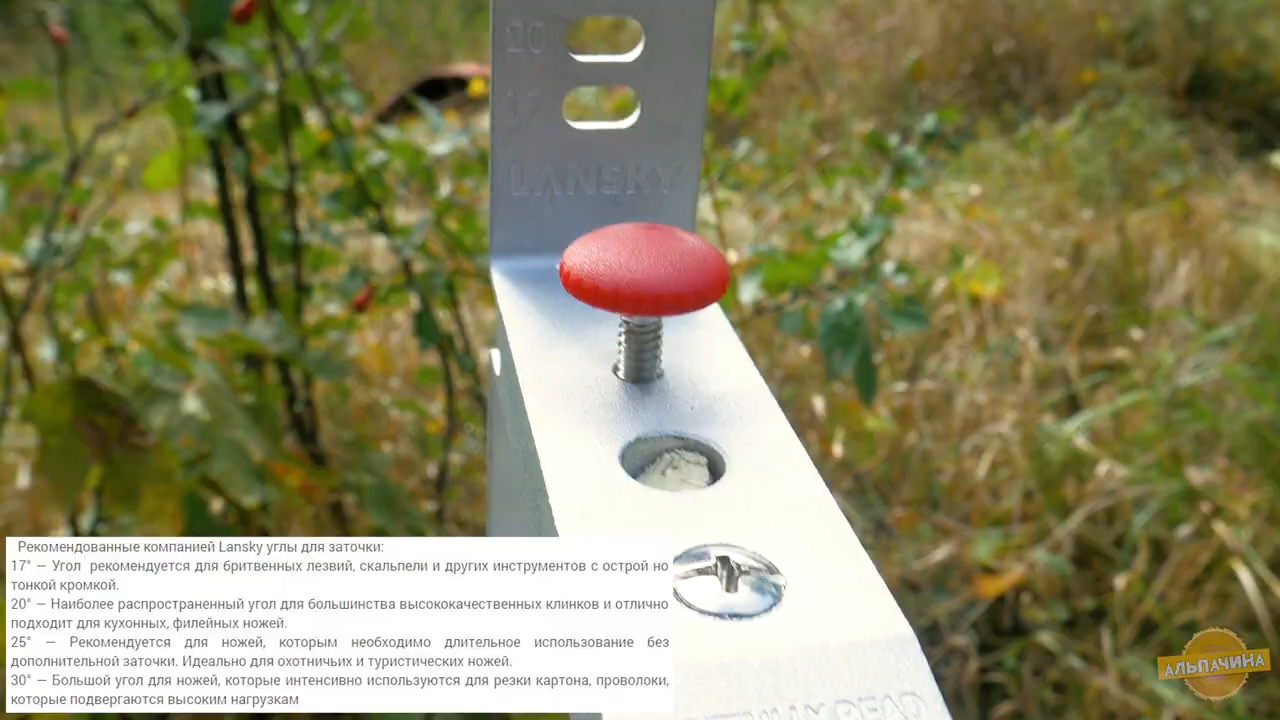 20
17
LANSKY
Рекомендованные компанией Lansky углы для заточки:
17° — Угол рекомендуется для бритвенных лезвий, скальпели и других инструментов с острой но
тонкой кромкой.
20° — Наиболее распространенный угол для большинства высококачественных клинков и отлично
подходит для кухонных, филейных ножей.
25° — Рекомендуется для ножей, которым необходимо длительное использование без
дополнительной заточки. Идеально для охотничьих и туристических ножей.
30° — Большой угол для ножей, которые интенсивно используются для резки картона, проволоки,
которые подвергаются высоким нагрузкам
АЛЬПАЧИНА